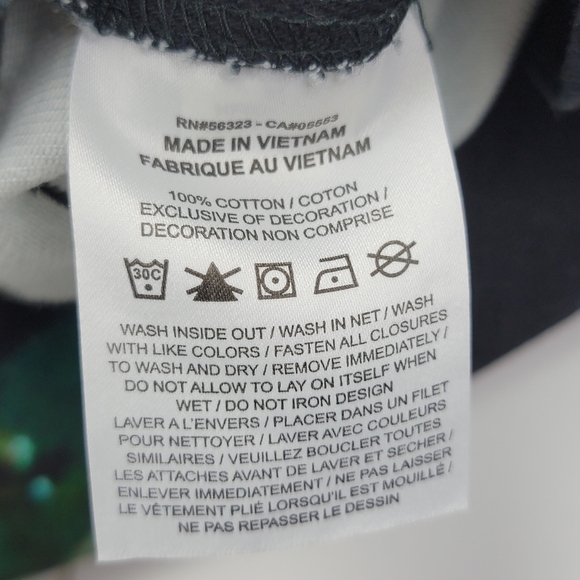 RN#56323 - CA#05553
MADE IN VIETNAM
FABRIQUE AU VIETNAM
100% COTTON / COTON
EXCLUSIVE OF DECORATION /
DECORATION NON COMPRISE
30C
WASH INSIDE OUT / WASH IN NET / WASH
WITH LIKE COLORS / FASTEN ALL CLOSURES
TO WASH AND DRY / REMOVE IMMEDIATELY /
DO NOT ALLOW TO LAY ON ITSELF WHEN
WET / DO NOT IRON DESIGN
LAVER A L'ENVERS / PLACER DANS UN FILET
POUR NETTOYER / LAVER AVEC COULEURS
SIMILAIRES / VEUILLEZ BOUCLER TOUTES
LES ATTACHES AVANT DE LAVER ET SECHER /
ENLEVER IMMEDIATEMENT / NE PAS LAISSER
LE VÊTEMENT PLIÉ LORSQU'IL EST MOUILLÉ /
NE PAS REPASSER LE DESSIN